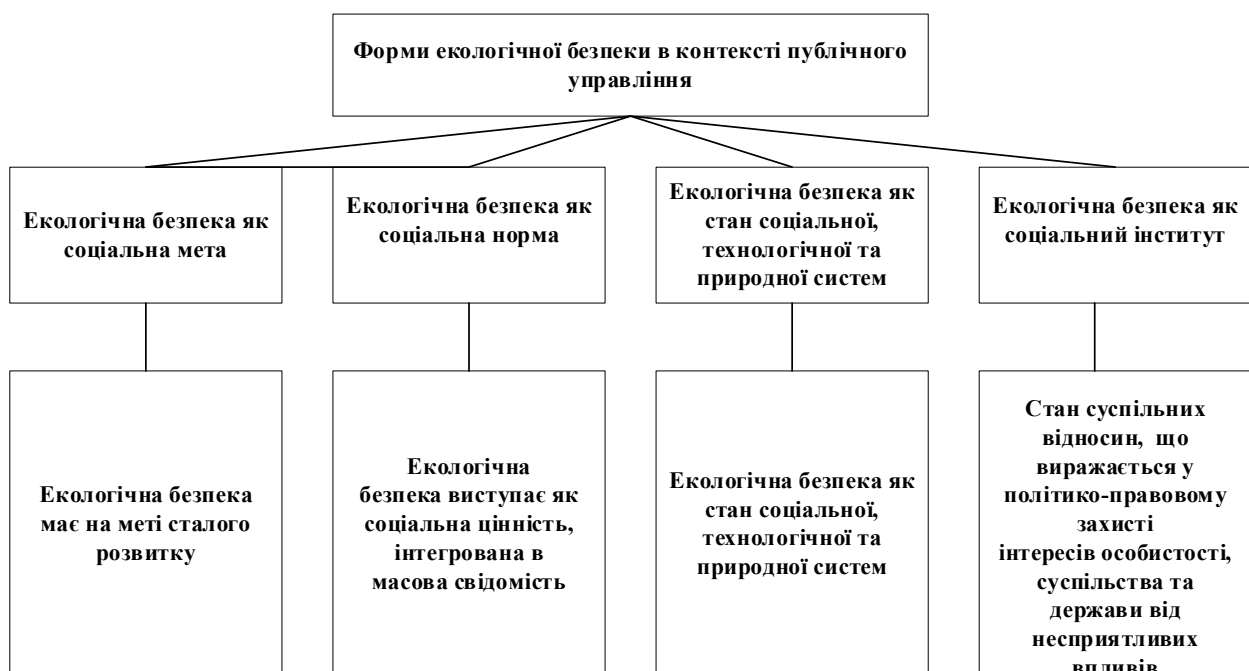 Форми екологічної безпеки в контексті публічного
управління
Екологічна безпека як
соціальна мета
Екологічна безпека як
соціальна норма
Екологічна безпека як
стан соціальної,
технологічної та
природної систем
Екологічна безпека як
соціальний інститут
Екологічна безпека
має на меті сталого
розвитку
Екологічна
безпека виступає як
соціальна цінність,
інтегрована в
масова свідомість
Екологічна безпека як
стан соціальної,
технологічної та
природної систем
Стан суспільних
відносин, що
виражається у
політико-правовому
захисті
інтересів особистості,
суспільства та
держави від
несприятливих
впливів